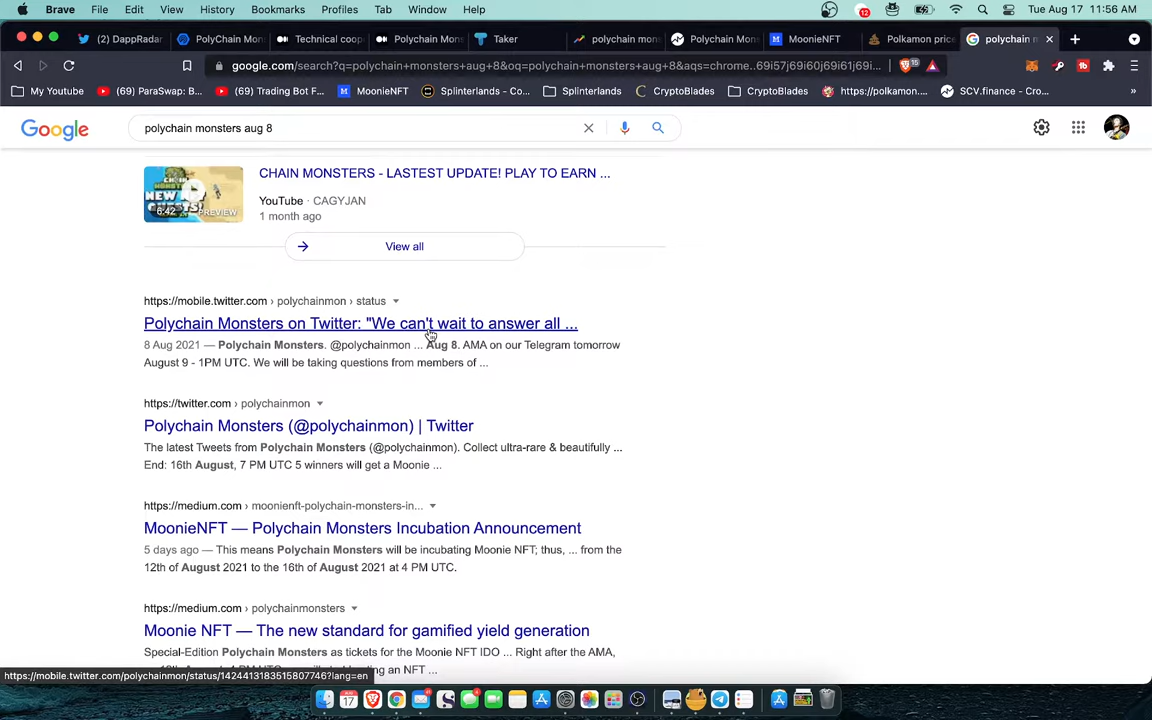 Brave File Edit View History Bookmarks Profiles Tab Window Help
12
Tue Aug 17 11:56 AM
(2) DappRadar
PolyChain Mons
Technical coop
Polychain Mons
Taker
polychain mons
Polychain Mons
MoonieNFT
Polkamon price
polychain m
google.com/search?q=polychain+monsters+aug+8&oq=polychain+monsters+aug+8&aqs=chrome..69i57j69i60j69i61j69i...
15
My Youtube
(69) ParaSwap: B...
(69) Trading Bot F...
MoonieNFT
Splinterlands - Co...
Splinterlands
CryptoBlades
CryptoBlades
https://polkamon....
SCV.finance - Cro...
»
Google
polychain monsters aug 8
CHAIN MONSTERS - LASTEST UPDATE! PLAY TO EARN ...
6:42
PREVIEW
YouTube · CAGYJAN
1 month ago
View all
https://mobile.twitter.com › polychainmon › status
Polychain Monsters on Twitter: "We can't wait to answer all ...
8 Aug 2021 — Polychain Monsters. @polychainmon ... Aug 8. AMA on our Telegram tomorrow
August 9 - 1PM UTC. We will be taking questions from members of ...
https://twitter.com › polychainmon
Polychain Monsters (@polychainmon) | Twitter
The latest Tweets from Polychain Monsters (@polychainmon). Collect ultra-rare & beautifully ...
End: 16th August, 7 PM UTC 5 winners will get a Moonie ...
https://medium.com › moonienft-polychain-monsters-in...
MoonieNFT — Polychain Monsters Incubation Announcement
5 days ago — This means Polychain Monsters will be incubating Moonie NFT; thus, ... from the
12th of August 2021 to the 16th of August 2021 at 4 PM UTC.
https://medium.com › polychainmonsters
Moonie NFT — The new standard for gamified yield generation
Special-Edition Polychain Monsters as tickets for the Moonie NFT IDO ... Right after the AMA,
an NFT ...
https://mobile.twitter.com/polychainmon/status/1424413183515807746?lang=en
17